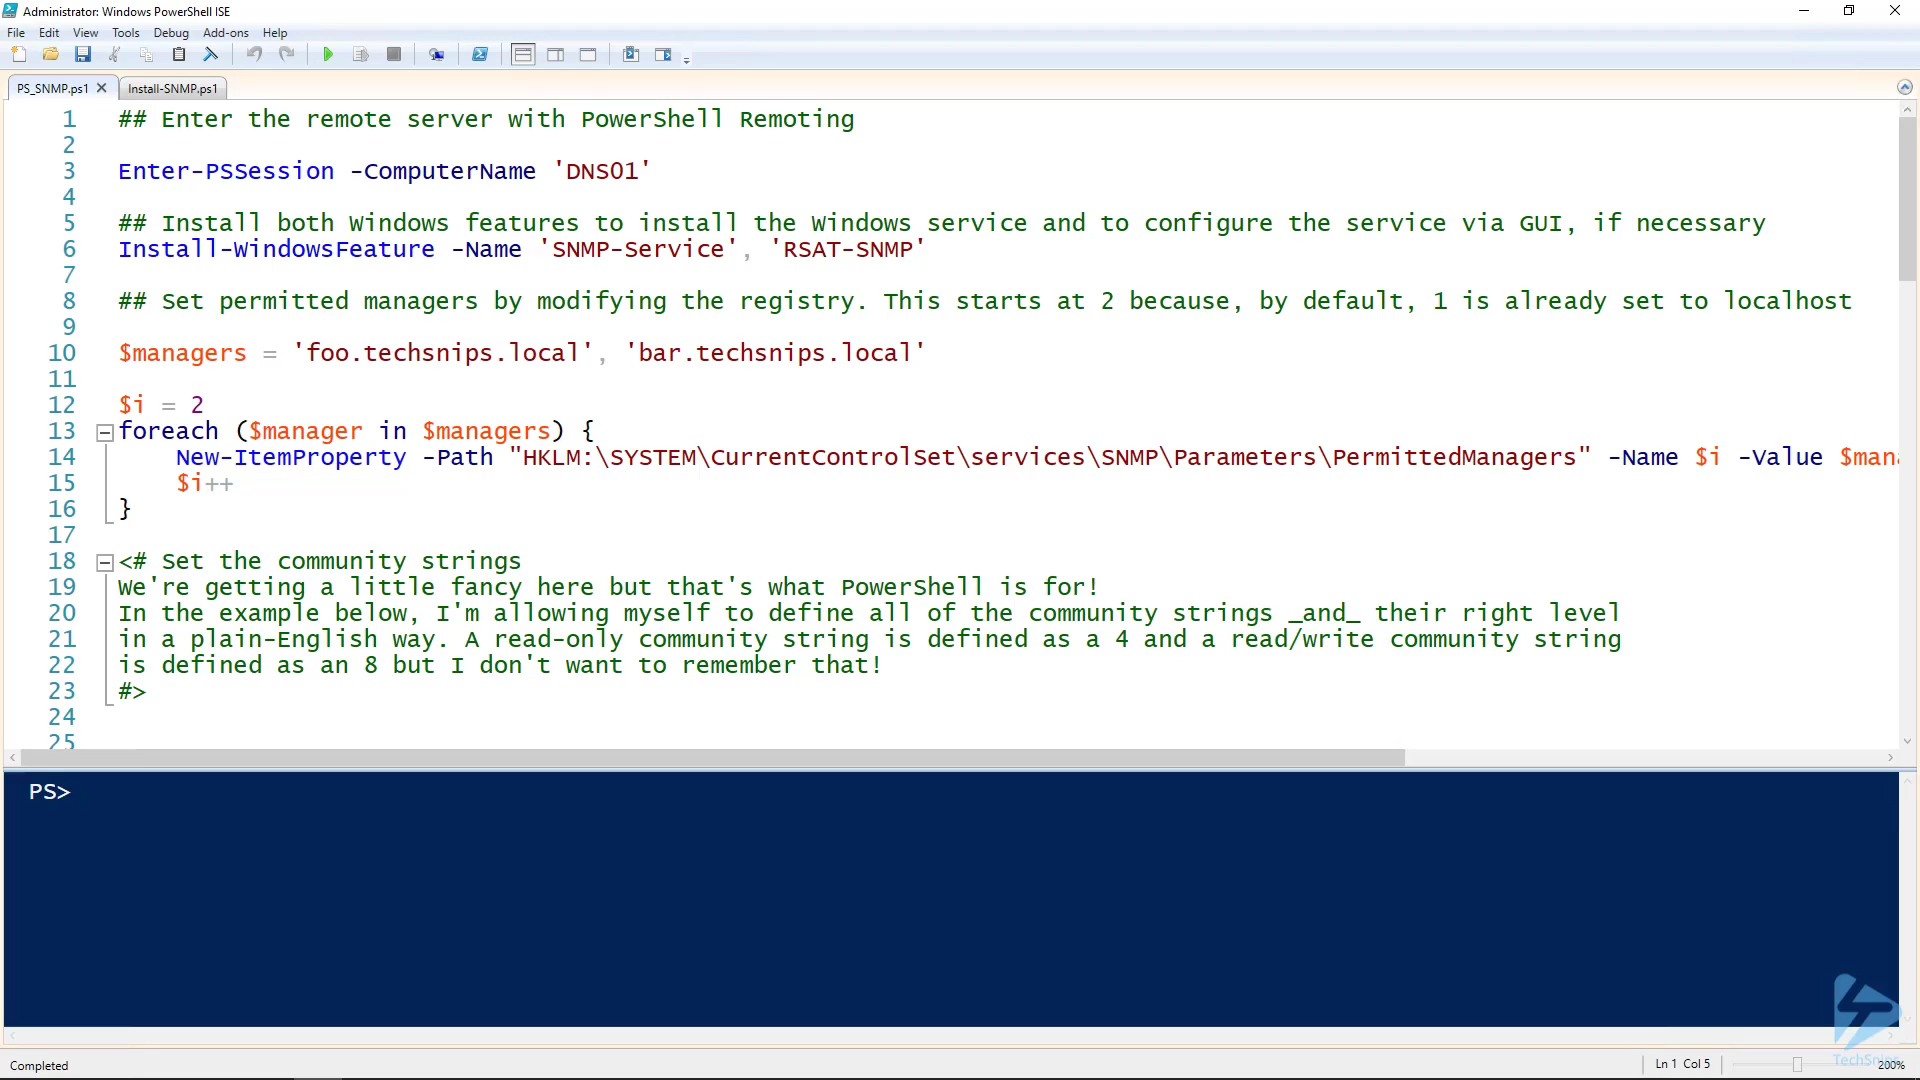 Administrator: Windows PowerShell ISE
File Edit View Tools Debug Add-ons Help
PS_SNMP.ps1 Install-SNMP.ps1
1 ## Enter the remote server with PowerShell Remoting
2
3 Enter-PSSession -ComputerName 'DNS01'
4
5 ## Install both Windows features to install the Windows service and to configure the service via GUI, if necessary
6 Install-WindowsFeature -Name 'SNMP-Service', 'RSAT-SNMP'
7
8 ## Set permitted managers by modifying the registry. This starts at 2 because, by default, 1 is already set to localhost
9
10 $managers = 'foo.techsnips.local', 'bar.techsnips.local'
11
12 $i = 2
13 foreach ($manager in $managers) {
14 New-ItemProperty -Path "HKLM:\SYSTEM\CurrentControlSet\services\SNMP\Parameters\PermittedManagers" -Name $i -Value $man
15 $i++
16 }
17
18 <# Set the community strings
19 We're getting a little fancy here but that's what PowerShell is for!
20 In the example below, I'm allowing myself to define all of the community strings _and_ their right level
21 in a plain-English way. A read-only community string is defined as a 4 and a read/write community string
22 is defined as an 8 but I don't want to remember that!
23 #>
24
25
PS>
TechSnips
Completed Ln 1 Col 5 200%